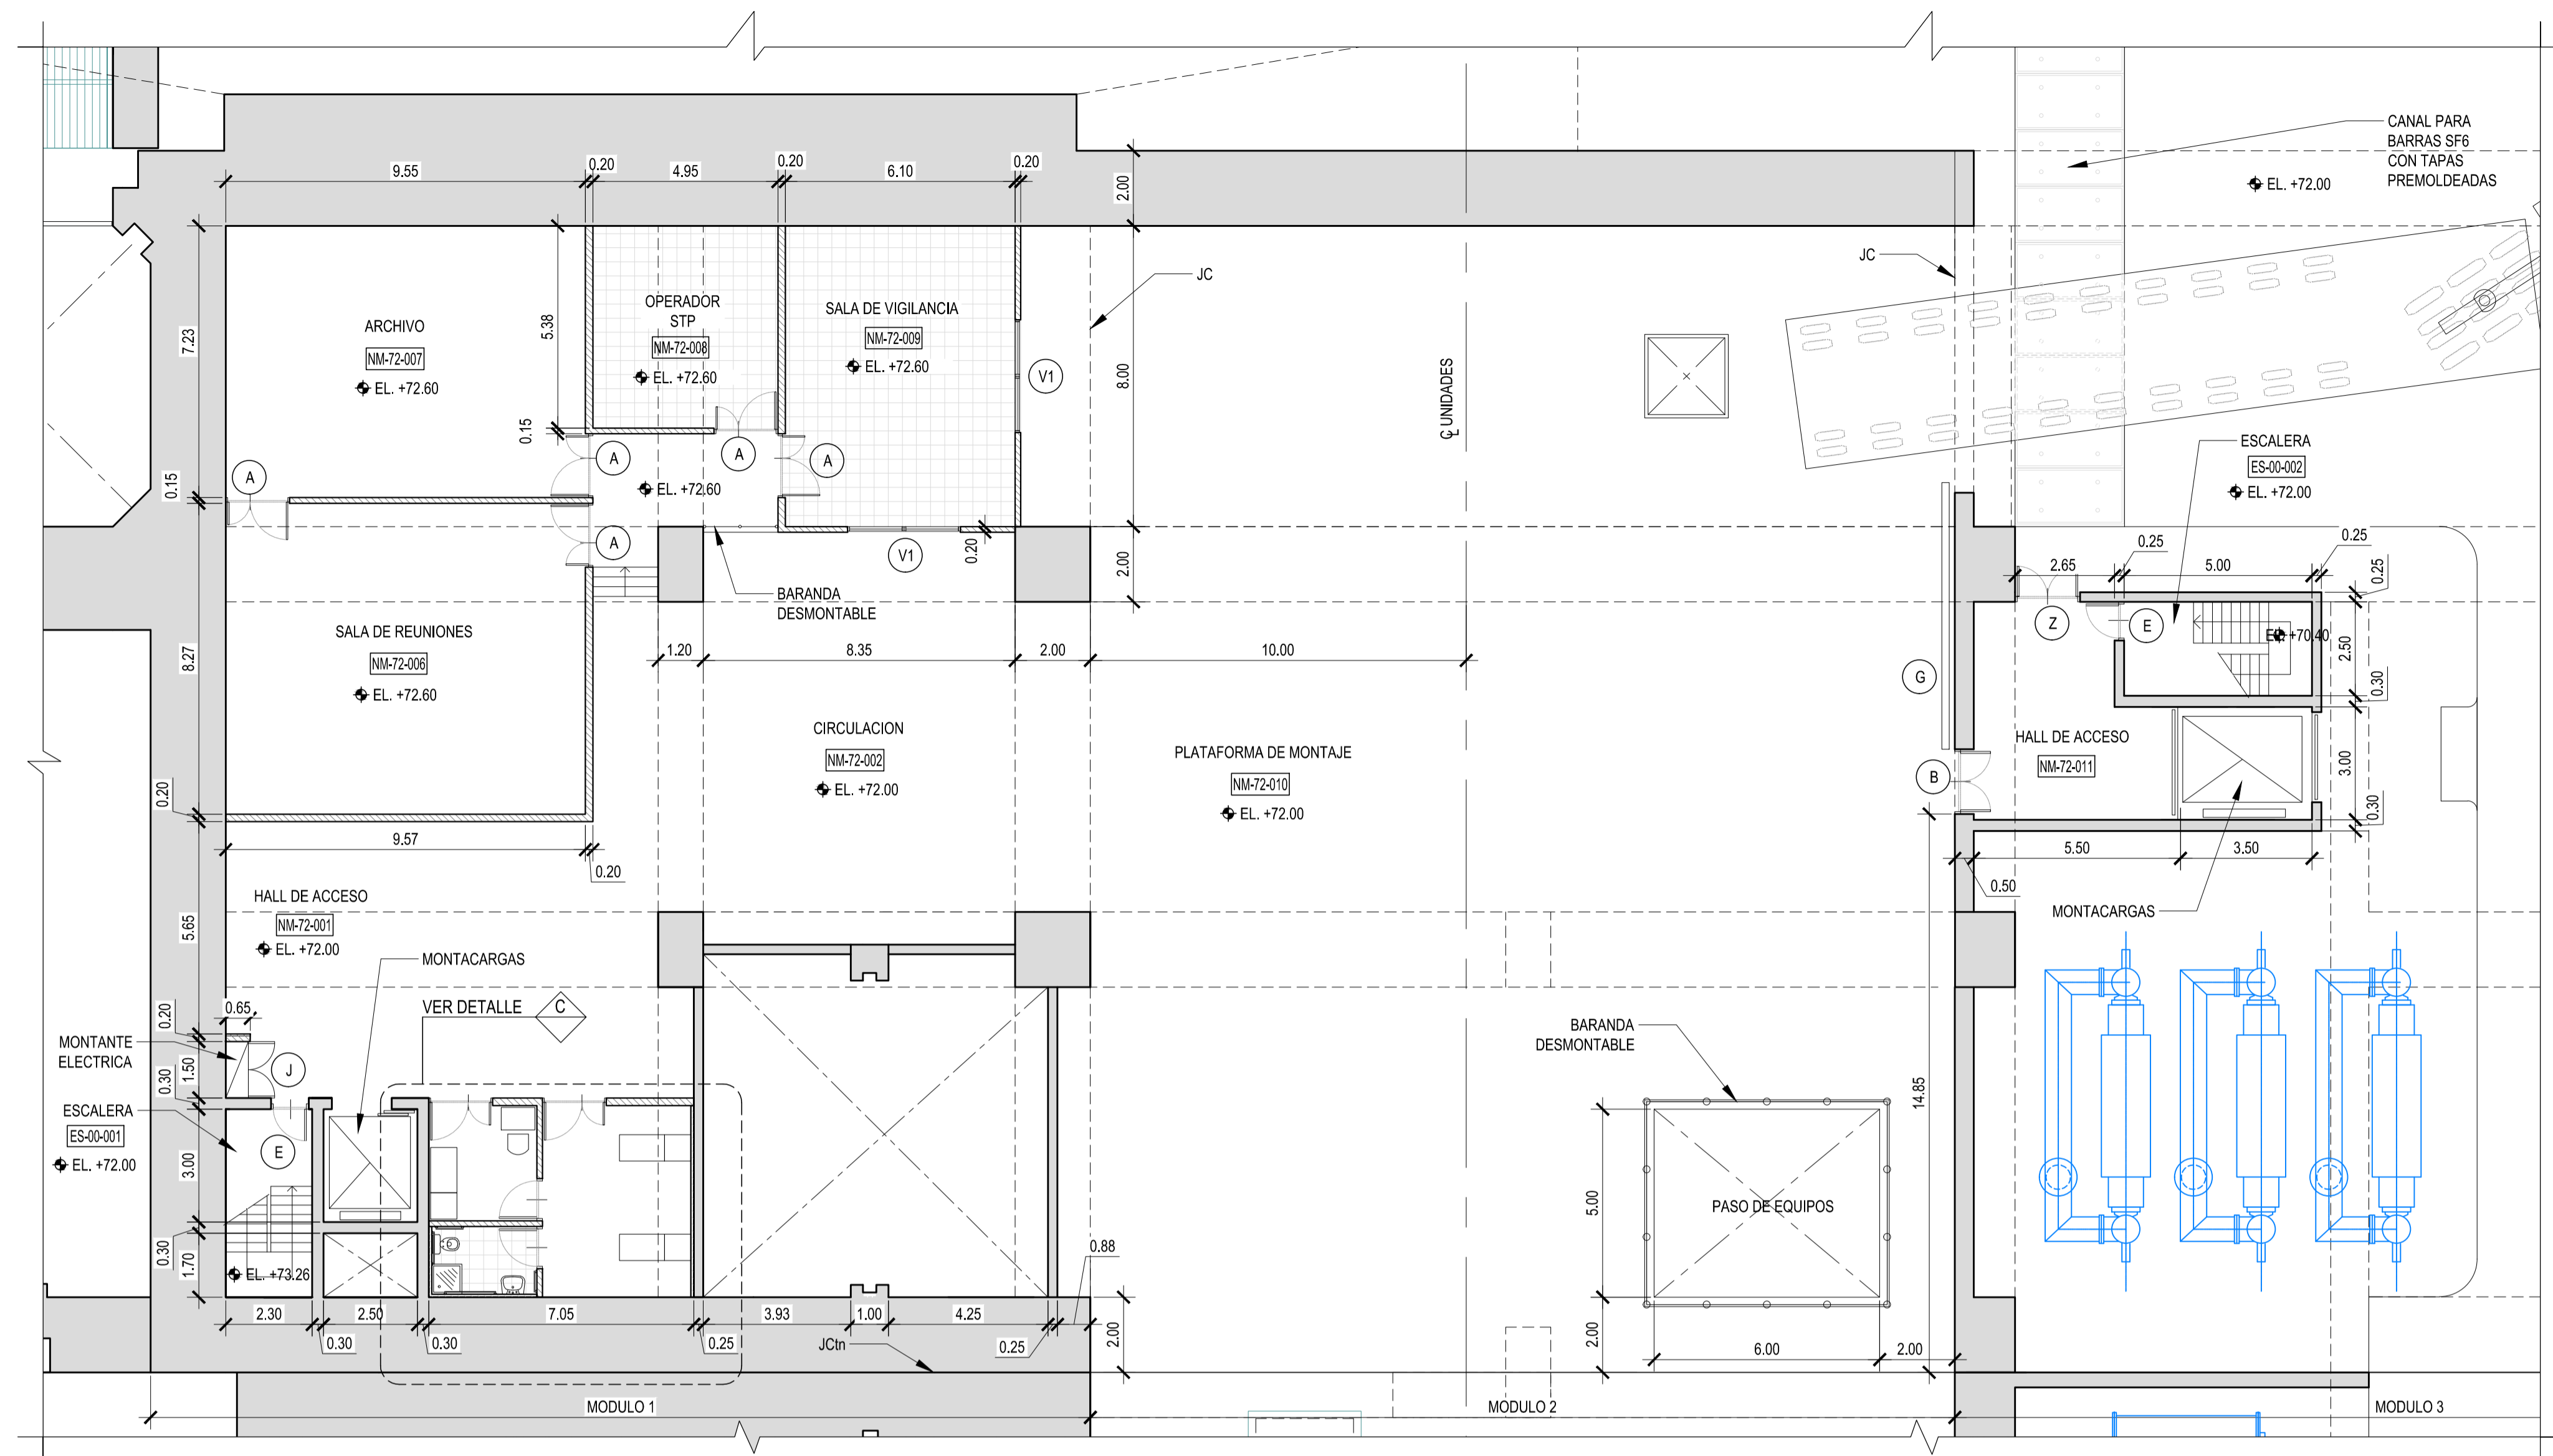 CANAL PARA
BARRAS SF6
CON TAPAS
PREMOLDEADAS
EL. +72.00
9.55
0.20
4.95
0.20
6.10
0.20
2.00
JC
JC
ARCHIVO
NM-72-007
EL. +72.60
OPERADOR
STP
NM-72-008
EL. +72.60
SALA DE VIGILANCIA
NM-72-009
EL. +72.60
V1
7.23
5.38
8.00
℄ UNIDADES
0.15
0.15
A
A
A
A
A
EL. +72.60
V1
0.20
2.00
ESCALERA
ES-00-002
EL. +72.00
0.25
0.25
2.65
5.00
0.25
BARANDA
DESMONTABLE
SALA DE REUNIONES
NM-72-006
EL. +72.60
8.27
1.20
8.35
2.00
10.00
Z
E
EL. +70.40
2.50
0.30
G
CIRCULACION
NM-72-002
EL. +72.00
PLATAFORMA DE MONTAJE
NM-72-010
EL. +72.00
HALL DE ACCESO
NM-72-011
B
3.00
0.30
0.20
9.57
0.20
5.50
3.50
0.50
MONTACARGAS
HALL DE ACCESO
NM-72-001
EL. +72.00
5.65
MONTACARGAS
VER DETALLE
C
0.65
0.20
MONTANTE
ELECTRICA
1.50
J
0.30
ESCALERA
ES-00-001
EL. +72.00
E
3.00
0.30
1.70
EL. +73.26
BARANDA
DESMONTABLE
14.85
5.00
PASO DE EQUIPOS
0.88
2.30
2.50
7.05
3.93
1.00
4.25
0.30
0.30
0.25
0.25
JCtn
2.00
2.00
6.00
2.00
MODULO 1
MODULO 2
MODULO 3